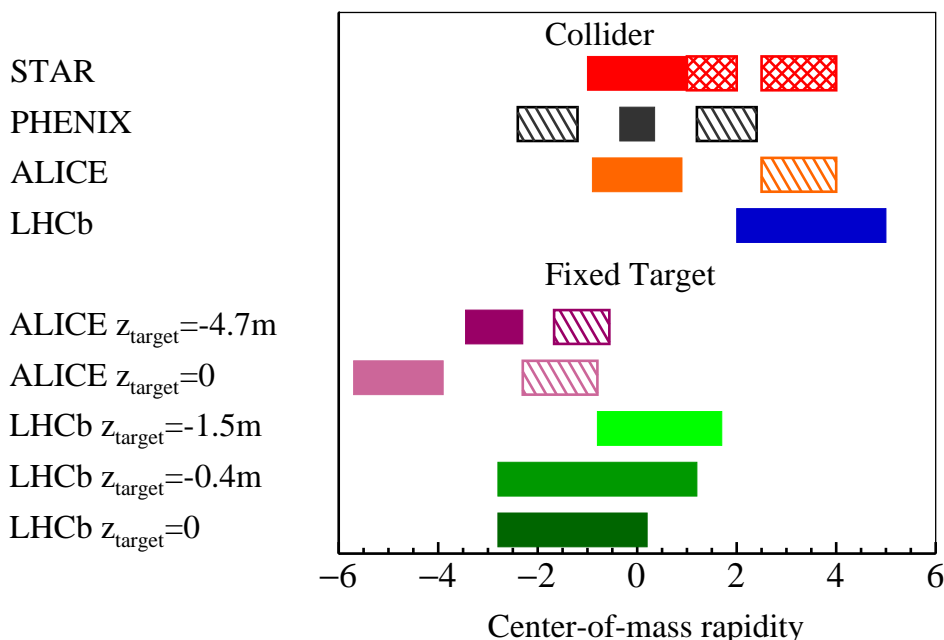 Collider
STAR
PHENIX
ALICE
LHCb
Fixed Target
ALICE z_target=-4.7m
ALICE z_target=0
LHCb z_target=-1.5m
LHCb z_target=-0.4m
LHCb z_target=0
−6 −4 −2 0 2 4 6
Center-of-mass rapidity